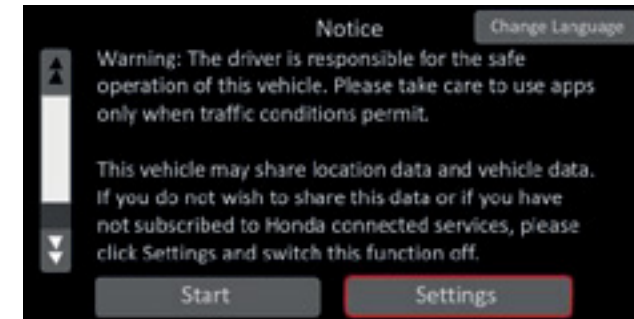 Notice
Change Language
Warning: The driver is responsible for the safe
operation of this vehicle. Please take care to use apps
only when traffic conditions permit.
This vehicle may share location data and vehicle data.
If you do not wish to share this data or if you have
not subscribed to Honda connected services, please
click Settings and switch this function off.
Start
Settings